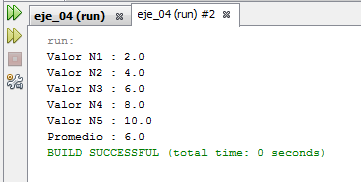 eje_04 (run) eje_04 (run) #2
run:
Valor N1 : 2.0
Valor N2 : 4.0
Valor N3 : 6.0
Valor N4 : 8.0
Valor N5 : 10.0
Promedio : 6.0
BUILD SUCCESSFUL (total time: 0 seconds)